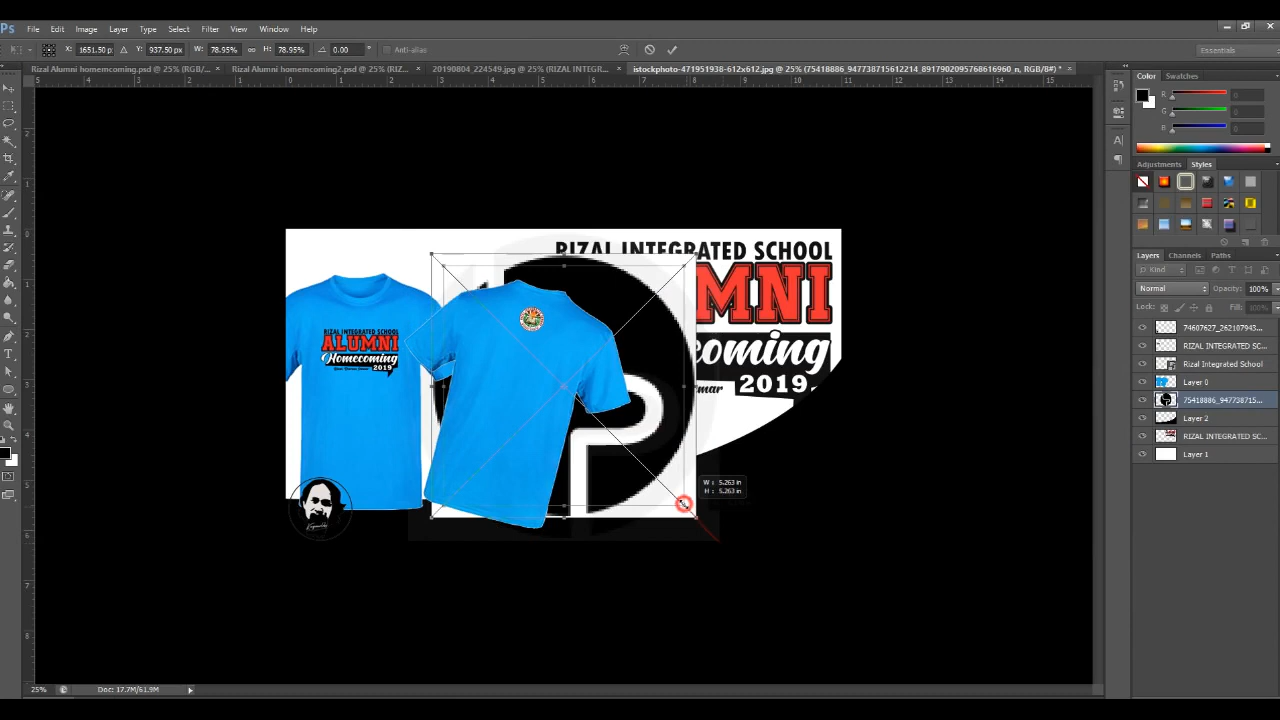 Ps File Edit Image Layer Type Select Filter View Window Help
X: 1651.50 p: Y: 937.50 px W: 78.95% H: 78.95% 0.00 ° Anti-alias Essentials
Rizal Alumni homemcoming.psd @ 25% (RGB/... × Rizal Alumni homemcoming2.psd @ 25% (RIZ... × 20190804_224549.jpg @ 25% (RIZAL INTEGR... × istockphoto-471951938-612x612.jpg @ 25% (75418886_947738715612214_8917902095768616960_n, RGB/8#) * ×
Color Swatches
R 0
G 0
B 0
Adjustments Styles
RIZAL INTEGRATED SCHOOL
MNI
coming
mar 2019
RIZAL INTEGRATED SCHOOL
ALUMNI
Homecoming
2019
P
W: 5.263 in
H: 5.263 in
Layers Channels Paths
Kind
Normal Opacity: 100%
Lock: Fill: 100%
74607627_262107943...
RIZAL INTEGRATED SC...
Rizal Integrated School
Layer 0
75418886_947738715...
Layer 2
RIZAL INTEGRATED SC...
Layer 1
25% Doc: 17.7M/61.9M